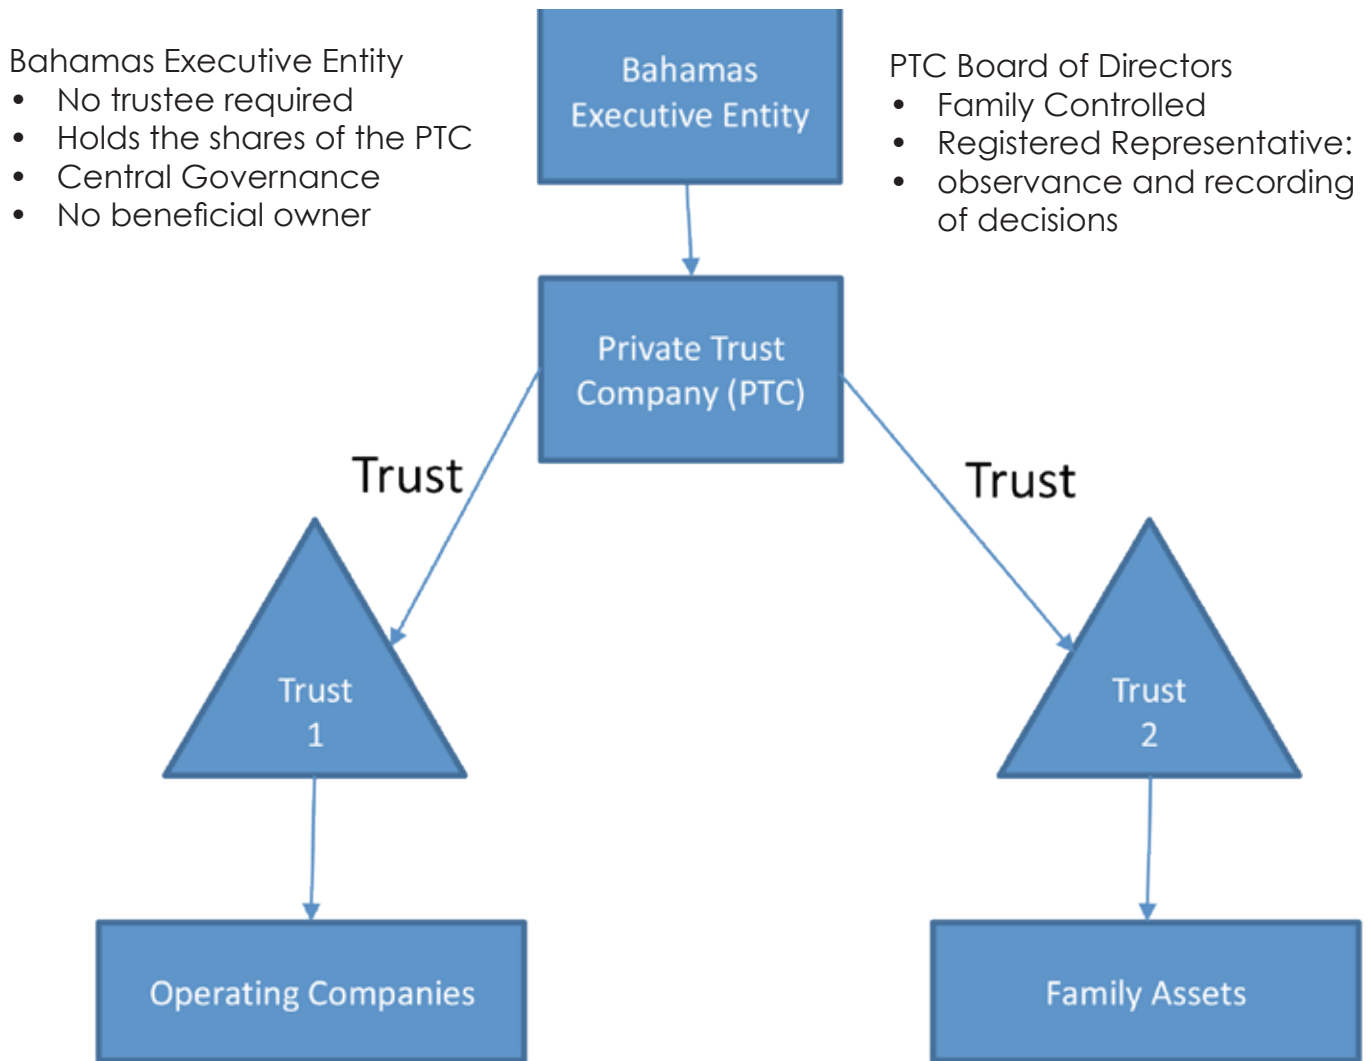 Bahamas Executive Entity
• No trustee required
• Holds the shares of the PTC
• Central Governance
• No beneficial owner
Bahamas
Executive Entity
PTC Board of Directors
• Family Controlled
• Registered Representative:
• observance and recording
of decisions
Private Trust
Company (PTC)
Trust
Trust
Trust
1
Trust
2
Operating Companies
Family Assets